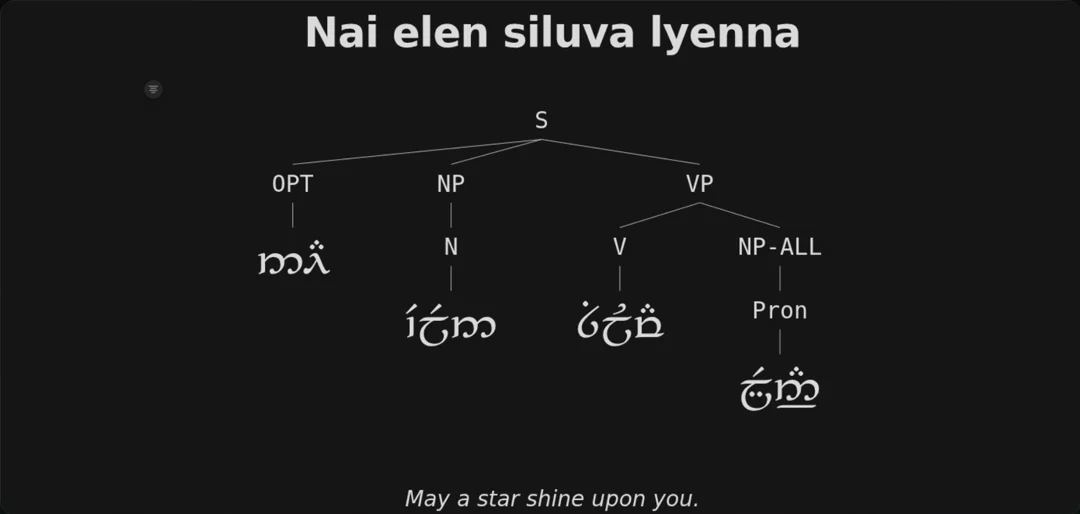 Nai elen siluva lyenna
S
OPT NP VP
N V NP-ALL
Pron
May a star shine upon you.